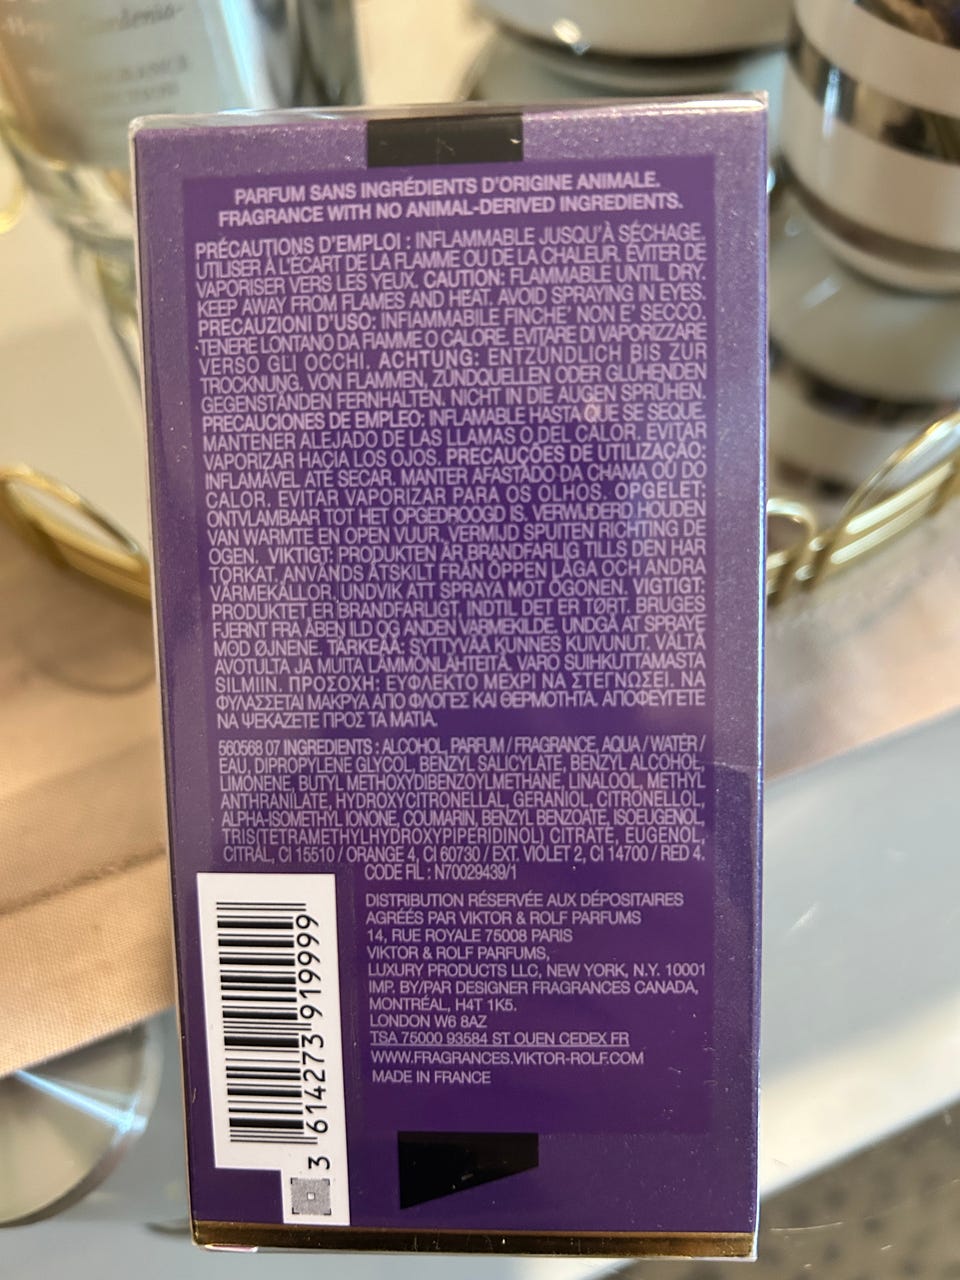 Gardenia
PARFUM SANS INGRÉDIENTS D'ORIGINE ANIMALE.
FRAGRANCE WITH NO ANIMAL-DERIVED INGREDIENTS.
PRÉCAUTIONS D'EMPLOI : INFLAMMABLE JUSQU'À SÉCHAGE.
UTILISER À L'ÉCART DE LA FLAMME OU DE LA CHALEUR. ÉVITER DE
VAPORISER VERS LES YEUX. CAUTION: FLAMMABLE UNTIL DRY.
KEEP AWAY FROM FLAMES AND HEAT. AVOID SPRAYING IN EYES.
PRECAUZIONI D'USO: INFIAMMABILE FINCHE' NON E' SECCO.
TENERE LONTANO DA FIAMME O CALORE. EVITARE DI VAPORIZZARE
VERSO GLI OCCHI. ACHTUNG: ENTZÜNDLICH BIS ZUR
TROCKNUNG. VON FLAMMEN, ZÜNDQUELLEN ODER GLÜHENDEN
GEGENSTÄNDEN FERNHALTEN. NICHT IN DIE AUGEN SPRÜHEN.
PRECAUCIONES DE EMPLEO: INFLAMABLE HASTA QUE SE SEQUE.
MANTENER ALEJADO DE LAS LLAMAS O DEL CALOR. EVITAR
VAPORIZAR HACIA LOS OJOS. PRECAUÇÕES DE UTILIZAÇÃO:
INFLAMÁVEL ATÉ SECAR. MANTER AFASTADO DA CHAMA OU DO
CALOR. EVITAR VAPORIZAR PARA OS OLHOS. OPGELET:
ONTVLAMBAAR TOT HET OPGEDROOGD IS. VERWIJDERD HOUDEN
VAN WARMTE EN OPEN VUUR. VERMIJD SPUITEN RICHTING DE
OGEN. VIKTIGT: PRODUKTEN ÄR BRANDFARLIG TILLS DEN HAR
TORKAT. ANVÄNDS ÅTSKILT FRÅN ÖPPEN LÅGA OCH ANDRA
VÄRMEKÄLLOR. UNDVIK ATT SPRAYA MOT ÖGONEN. VIGTIGT:
PRODUKTET ER BRANDFARLIGT, INDTIL DET ER TØRT. BRUGES
FJERNT FRA ÅBEN ILD OG ANDEN VARMEKILDE. UNDGÅ AT SPRAYE
MOD ØJNENE. TÄRKEÄÄ: SYTTYVÄÄ KUNNES KUIVUNUT. VÄLTÄ
AVOTULTA JA MUITA LÄMMÖNLÄHTEITÄ. VARO SUIHKUTTAMASTA
SILMIIN. ΠΡΟΣΟΧΗ: ΕΥΦΛΕΚΤΟ ΜΕΧΡΙ ΝΑ ΣΤΕΓΝΩΣΕΙ. ΝΑ
ΦΥΛΑΣΣΕΤΑΙ ΜΑΚΡΥΑ ΑΠΟ ΦΛΟΓΕΣ ΚΑΙ ΘΕΡΜΟΤΗΤΑ. ΑΠΟΦΕΥΓΕΤΕ
ΝΑ ΨΕΚΑΖΕΤΕ ΠΡΟΣ ΤΑ ΜΑΤΙΑ.
560568 07 INGREDIENTS : ALCOHOL, PARFUM / FRAGRANCE, AQUA / WATER /
EAU, DIPROPYLENE GLYCOL, BENZYL SALICYLATE, BENZYL ALCOHOL,
LIMONENE, BUTYL METHOXYDIBENZOYLMETHANE, LINALOOL, METHYL
ANTHRANILATE, HYDROXYCITRONELLAL, GERANIOL, CITRONELLOL,
ALPHA-ISOMETHYL IONONE, COUMARIN, BENZYL BENZOATE, ISOEUGENOL,
TRIS(TETRAMETHYLHYDROXYPIPERIDINOL) CITRATE, EUGENOL,
CITRAL, CI 15510 / ORANGE 4, CI 60730 / EXT. VIOLET 2, CI 14700 / RED 4.
CODE FIL : N70029439/1
DISTRIBUTION RÉSERVÉE AUX DÉPOSITAIRES
AGRÉÉS PAR VIKTOR & ROLF PARFUMS
14, RUE ROYALE 75008 PARIS
VIKTOR & ROLF PARFUMS,
LUXURY PRODUCTS LLC, NEW YORK, N.Y. 10001
IMP. BY/PAR DESIGNER FRAGRANCES CANADA,
MONTRÉAL, H4T 1K5.
LONDON W6 8AZ
TSA 75000 93584 ST OUEN CEDEX FR
WWW.FRAGRANCES.VIKTOR-ROLF.COM
MADE IN FRANCE
3 614273 919999